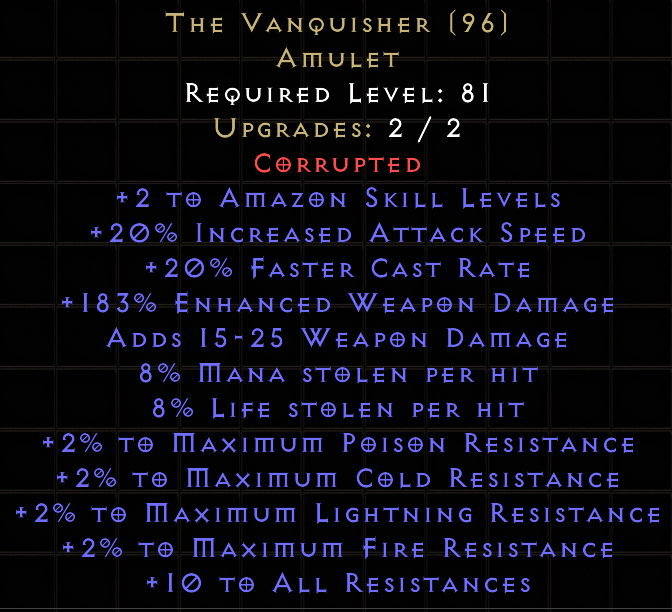 The Vanquisher (96)
Amulet
Required Level: 81
Upgrades: 2 / 2
Corrupted
+2 to Amazon Skill Levels
+20% Increased Attack Speed
+20% Faster Cast Rate
+183% Enhanced Weapon Damage
Adds 15-25 Weapon Damage
8% Mana stolen per hit
8% Life stolen per hit
+2% to Maximum Poison Resistance
+2% to Maximum Cold Resistance
+2% to Maximum Lightning Resistance
+2% to Maximum Fire Resistance
+10 to All Resistances